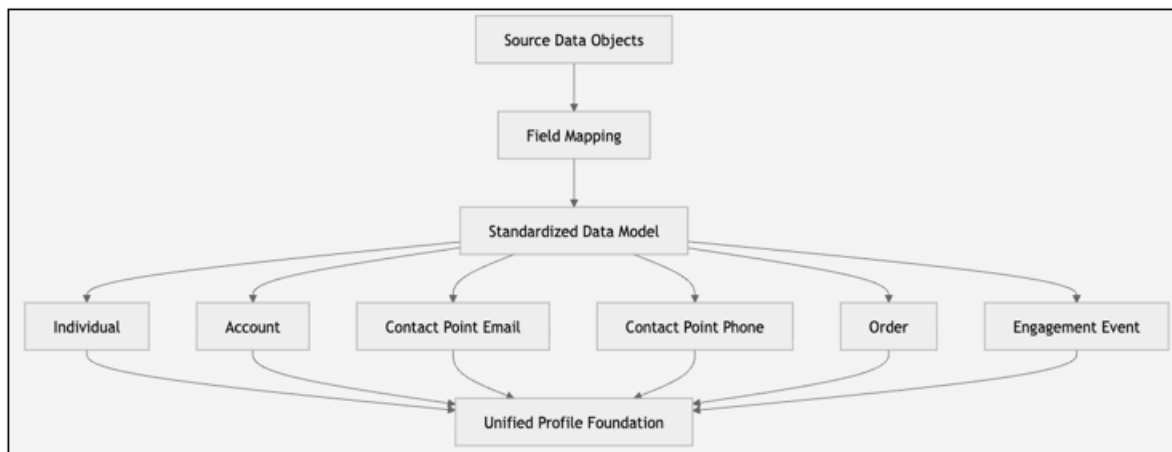 Source Data Objects
Field Mapping
Standardized Data Model
Individual
Account
Contact Point Email
Contact Point Phone
Order
Engagement Event
Unified Profile Foundation